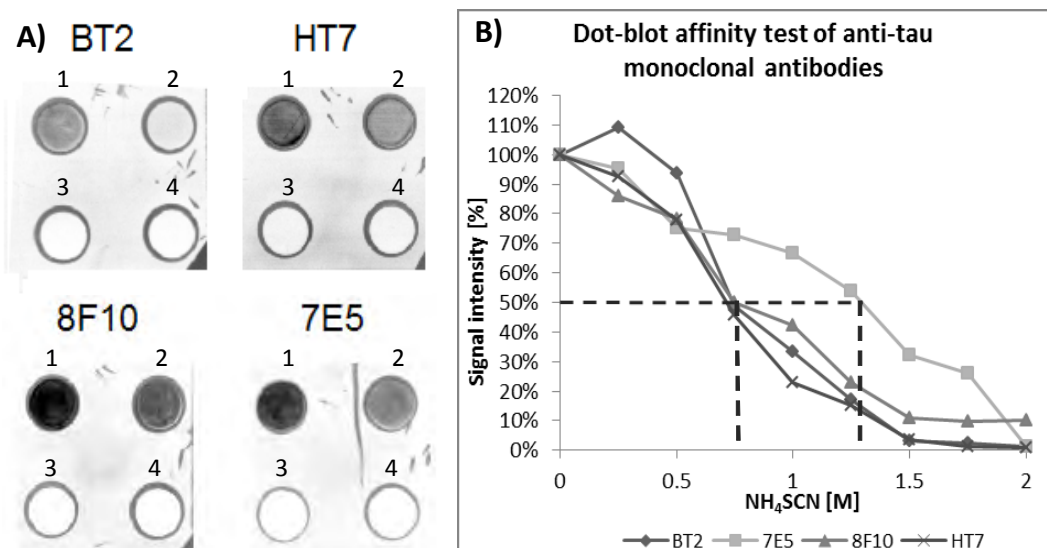 A)
BT2
HT7
1
2
1
2
3
4
3
4
8F10
7E5
1
2
1
2
3
4
3
4
B)
Dot-blot affinity test of anti-tau
monoclonal antibodies
Signal intensity [%]
120%
110%
100%
90%
80%
70%
60%
50%
40%
30%
20%
10%
0%
0
0.5
1
1.5
2
NH₄SCN [M]
BT2
7E5
8F10
HT7